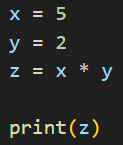 x = 5
y = 2
z = x * y
print(z)